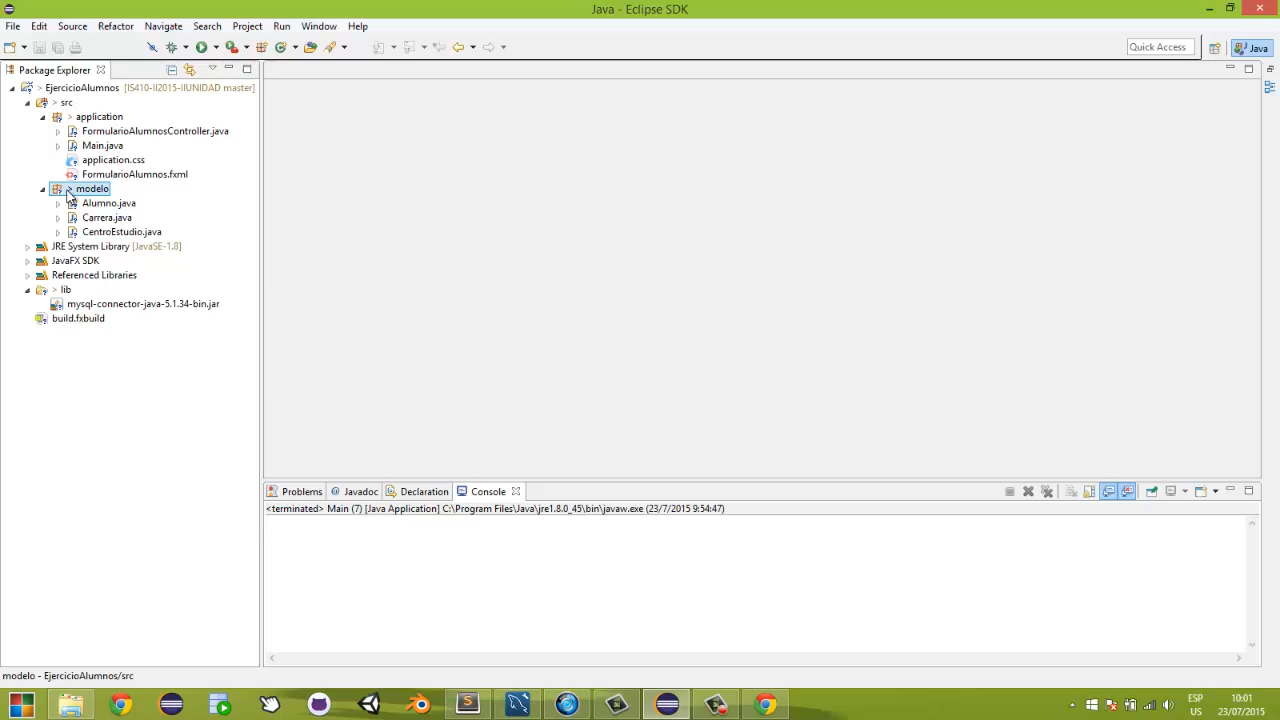 Java - Eclipse SDK
File Edit Source Refactor Navigate Search Project Run Window Help
Quick Access
Java
Package Explorer
> EjercicioAlumnos [IS410-II2015-IIUNIDAD master]
> src
> application
FormularioAlumnosController.java
Main.java
application.css
FormularioAlumnos.fxml
> modelo
Alumno.java
Carrera.java
CentroEstudio.java
JRE System Library [JavaSE-1.8]
JavaFX SDK
Referenced Libraries
> lib
mysql-connector-java-5.1.34-bin.jar
build.fxbuild
Problems @ Javadoc Declaration Console
<terminated> Main (7) [Java Application] C:\Program Files\Java\jre1.8.0_45\bin\javaw.exe (23/7/2015 9:54:47)
modelo - EjercicioAlumnos/src
ESP
US
10:01
23/07/2015